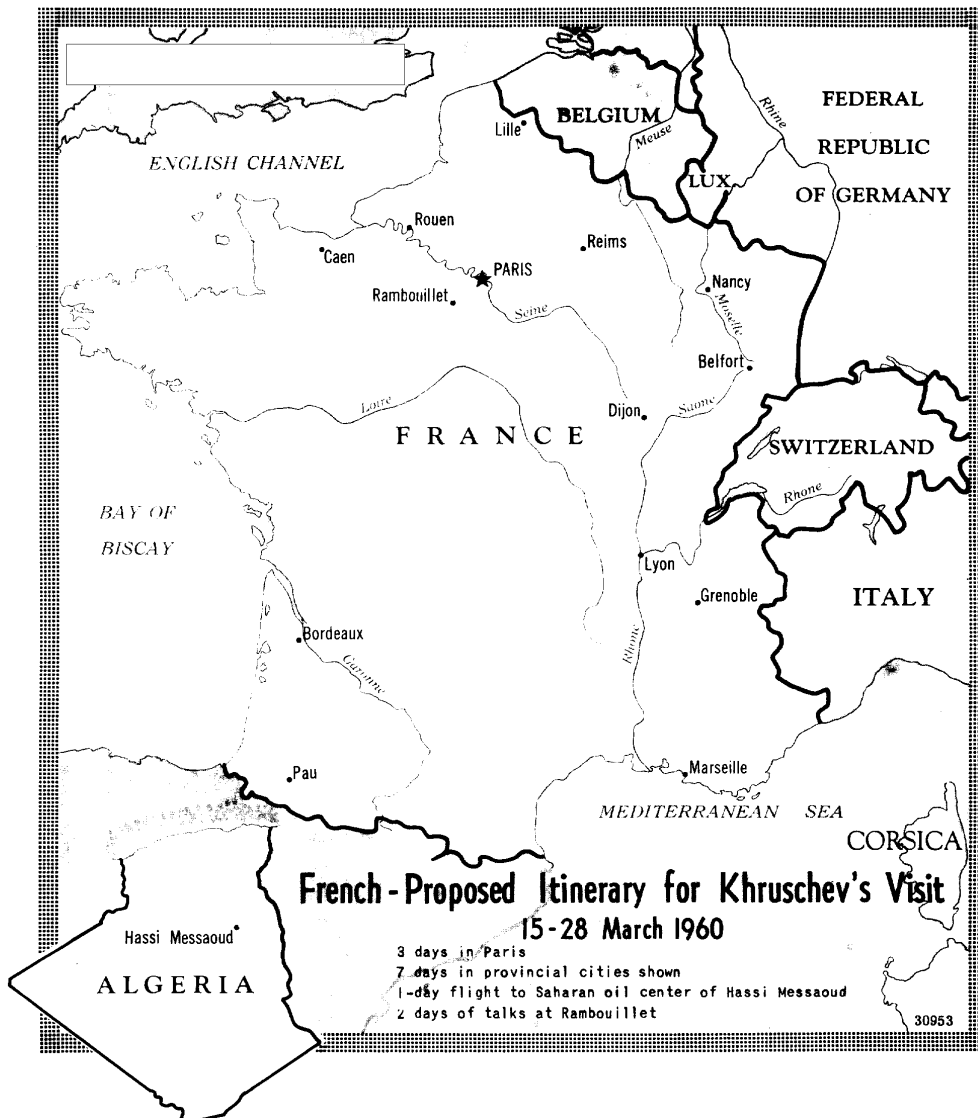 BELGIUM
Lille
Meuse
Rhine
FEDERAL
REPUBLIC
OF GERMANY
ENGLISH CHANNEL
LUX.
Rouen
Caen
Reims
PARIS
Rambouillet
Nancy
Seine
Moselle
Belfort
Loire
Dijon
Saone
FRANCE
SWITZERLAND
Rhone
BAY OF
BISCAY
Lyon
Grenoble
ITALY
Bordeaux
Rhone
Garonne
Pau
Marseille
MEDITERRANEAN SEA
CORSICA
French-Proposed Itinerary for Khruschev's Visit
15-28 March 1960
3 days in Paris
7 days in provincial cities shown
1-day flight to Saharan oil center of Hassi Messaoud
2 days of talks at Rambouillet
Hassi Messaoud
ALGERIA
30953